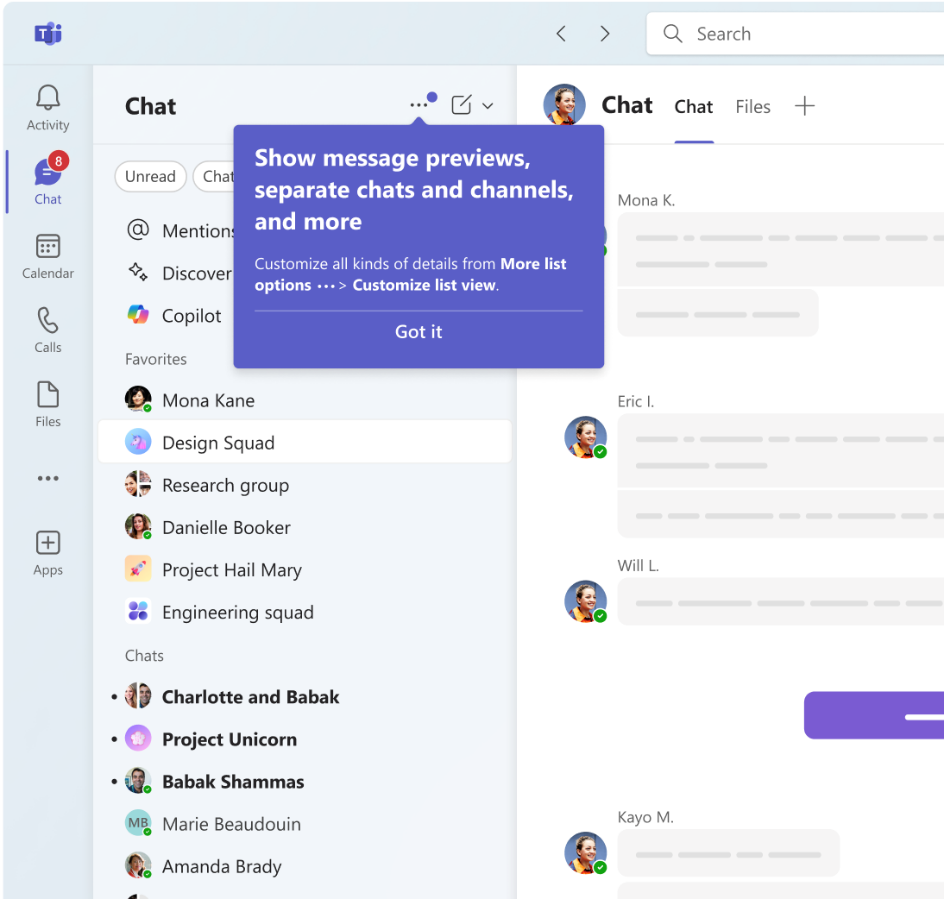 Search
Activity
8
Chat
Calendar
Calls
Files
Apps
Chat
Unread
Chat
Show message previews,
separate chats and channels,
and more
Customize all kinds of details from More list
options ··· > Customize list view.
Got it
@ Mentions
Discover
Copilot
Favorites
Mona Kane
Design Squad
Research group
Danielle Booker
Project Hail Mary
Engineering squad
Chats
Charlotte and Babak
Project Unicorn
Babak Shammas
MB Marie Beaudouin
Amanda Brady
Chat Chat Files
Mona K.
Eric I.
Will L.
Kayo M.